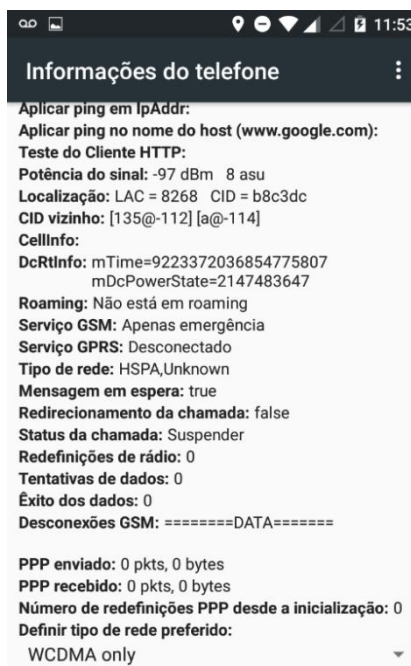 11:53
Informações do telefone
Aplicar ping em IpAddr:
Aplicar ping no nome do host (www.google.com):
Teste do Cliente HTTP:
Potência do sinal: -97 dBm 8 asu
Localização: LAC = 8268 CID = b8c3dc
CID vizinho: [135@-112] [a@-114]
CellInfo:
DcRtInfo: mTime=9223372036854775807
mDcPowerState=2147483647
Roaming: Não está em roaming
Serviço GSM: Apenas emergência
Serviço GPRS: Desconectado
Tipo de rede: HSPA,Unknown
Mensagem em espera: true
Redirecionamento da chamada: false
Status da chamada: Suspender
Redefinições de rádio: 0
Tentativas de dados: 0
Êxito dos dados: 0
Desconexões GSM: ========DATA=======
PPP enviado: 0 pkts, 0 bytes
PPP recebido: 0 pkts, 0 bytes
Número de redefinições PPP desde a inicialização: 0
Definir tipo de rede preferido:
WCDMA only